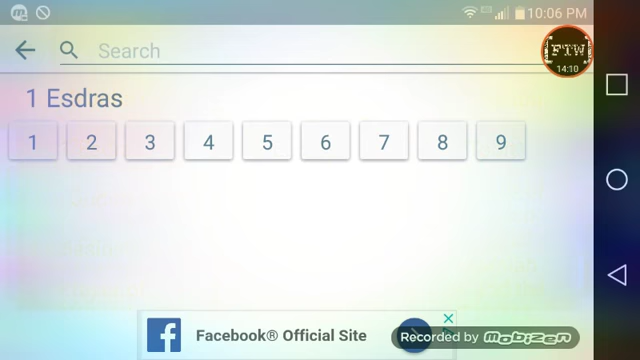 10:06 PM
Search
FTW
14:10
1 Esdras
1 2 3 4 5 6 7 8 9
Facebook® Official Site
Recorded by mobizen